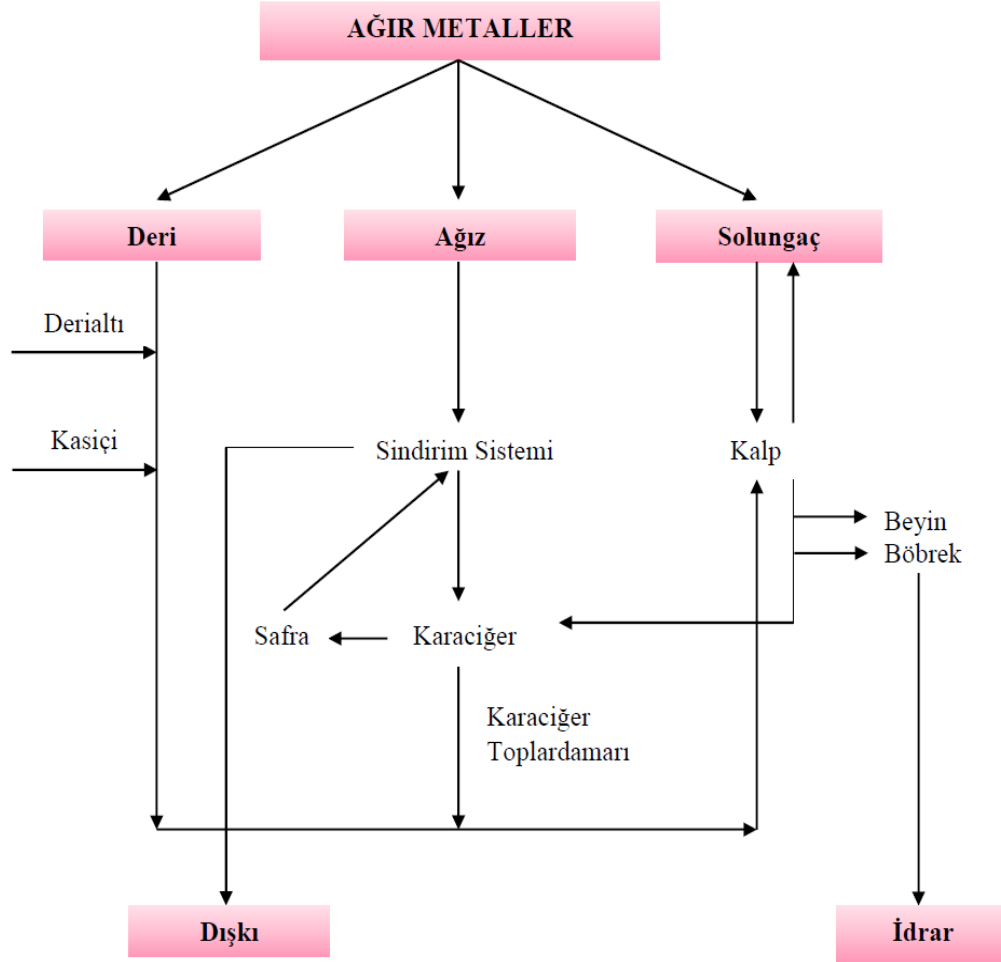 AĞIR METALLER
Deri
Ağız
Solungaç
Derialtı
Kasiçi
Sindirim Sistemi
Kalp
Beyin
Böbrek
Safra
Karaciğer
Karaciğer
Toplardamarı
Dışkı
İdrar